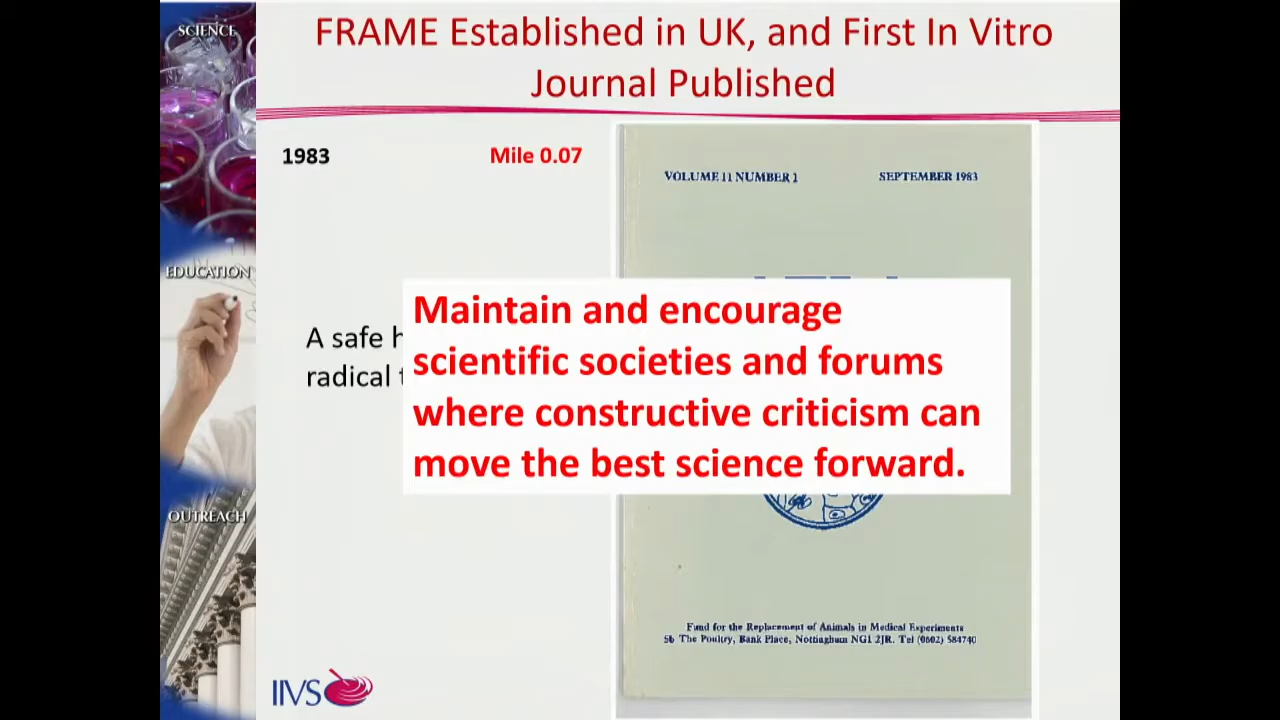 SCIENCE
FRAME Established in UK, and First In Vitro
Journal Published
1983
Mile 0.07
VOLUME 11 NUMBER 1
SEPTEMBER 1983
EDUCATION
A safe
radical
Maintain and encourage
scientific societies and forums
where constructive criticism can
move the best science forward.
OUTREACH
Fund for the Replacement of Animals in Medical Experiments
5b The Poultry, Bank Place, Nottingham NG1 2JR. Tel (0602) 584740
IIVS